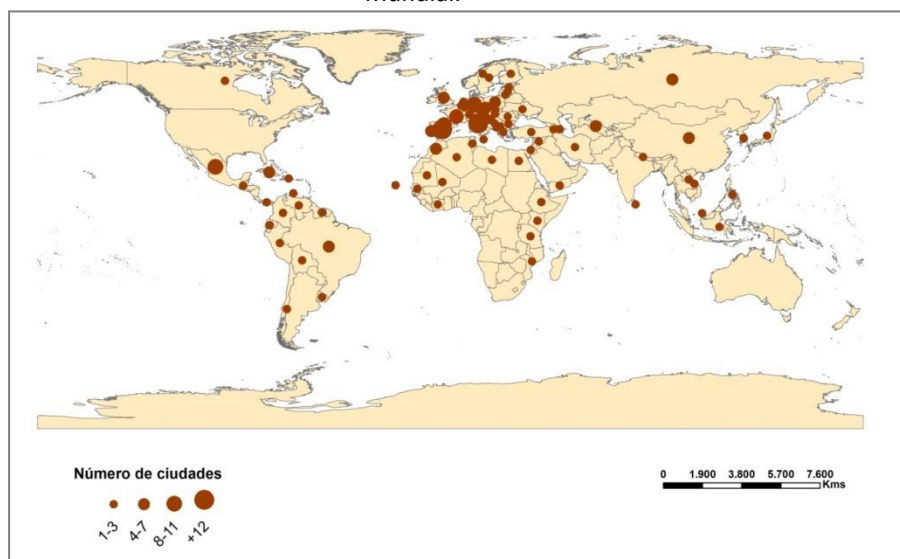 mundial.
Número de ciudades
1-3
4-7
8-11
+12
0 1.900 3.800 5.700 7.600
Kms